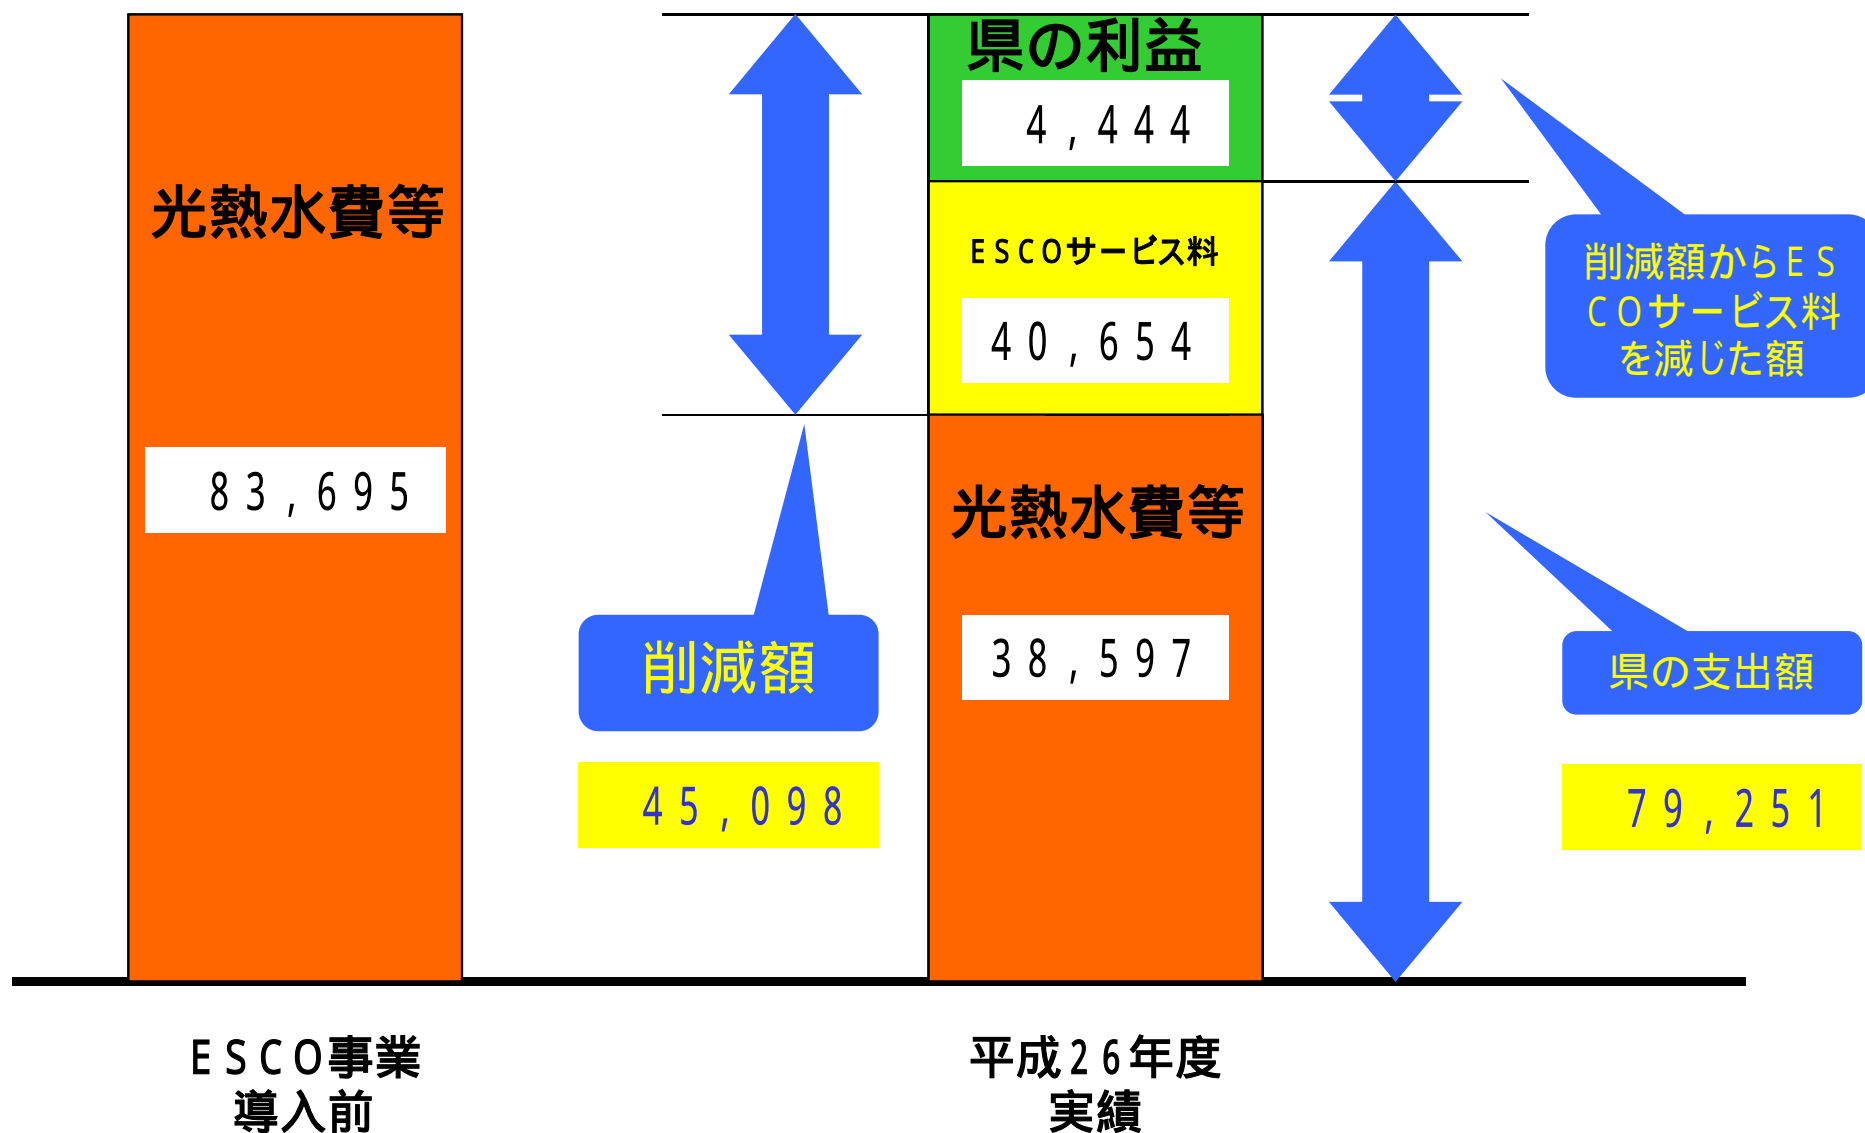 光熱水費等
８３，６９５
ＥＳＣＯ事業
導入前
削減額
４５，０９８
県の利益
４，４４４
ＥＳＣＯサービス料
４０，６５４
光熱水費等
３８，５９７
平成２６年度
実績
削減額からＥＳ
ＣＯサービス料
を減じた額
県の支出額
７９，２５１